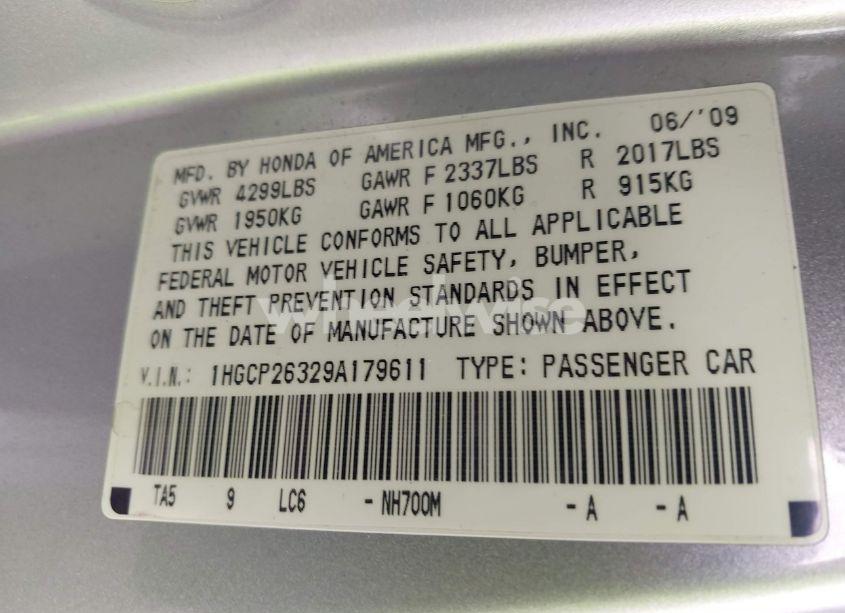 MFD. BY HONDA OF AMERICA MFG., INC. 06/'09
GVWR 4299LBS GAWR F 2337LBS R 2017LBS
GVWR 1950KG GAWR F 1060KG R 915KG
THIS VEHICLE CONFORMS TO ALL APPLICABLE
FEDERAL MOTOR VEHICLE SAFETY, BUMPER,
AND THEFT PREVENTION STANDARDS IN EFFECT
ON THE DATE OF MANUFACTURE SHOWN ABOVE.
wheelwise
V.I.N.: 1HGCP26329A179611 TYPE: PASSENGER CAR
TA5 9 LC6 -NH700M -A -A